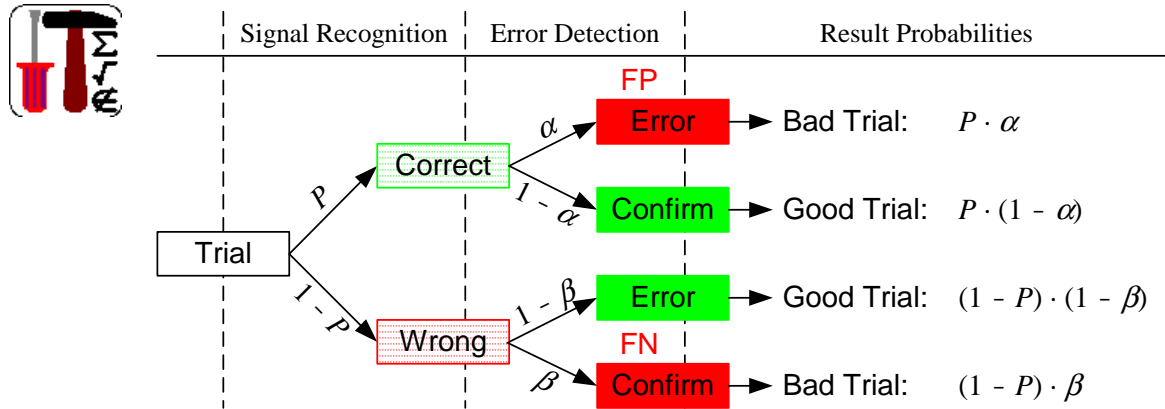 Signal Recognition Error Detection Result Probabilities
FP
Error Bad Trial: P · α
α
Correct
P
1 - α
Confirm Good Trial: P · (1 - α)
Trial
1 - P
1 - β
Error Good Trial: (1 - P) · (1 - β)
Wrong
FN
β
Confirm Bad Trial: (1 - P) · β
Σ
√
∉